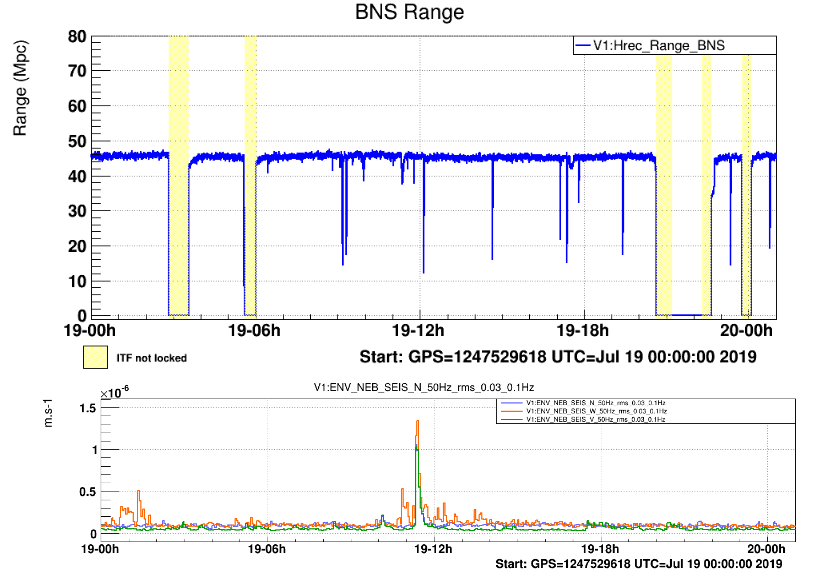 BNS Range
V1:Hrec_Range_BNS
Range (Mpc)
80
70
60
50
40
30
20
10
0
19-00h 19-06h 19-12h 19-18h 20-00h
ITF not locked
Start: GPS=1247529618 UTC=Jul 19 00:00:00 2019
V1:ENV_NEB_SEIS_N_50Hz_rms_0.03_0.1Hz
×10-6
m.s-1
V1:ENV_NEB_SEIS_N_50Hz_rms_0.03_0.1Hz
V1:ENV_NEB_SEIS_W_50Hz_rms_0.03_0.1Hz
V1:ENV_NEB_SEIS_V_50Hz_rms_0.03_0.1Hz
1.5
1
0.5
0
19-00h 19-06h 19-12h 19-18h 20-00h
Start: GPS=1247529618 UTC=Jul 19 00:00:00 2019